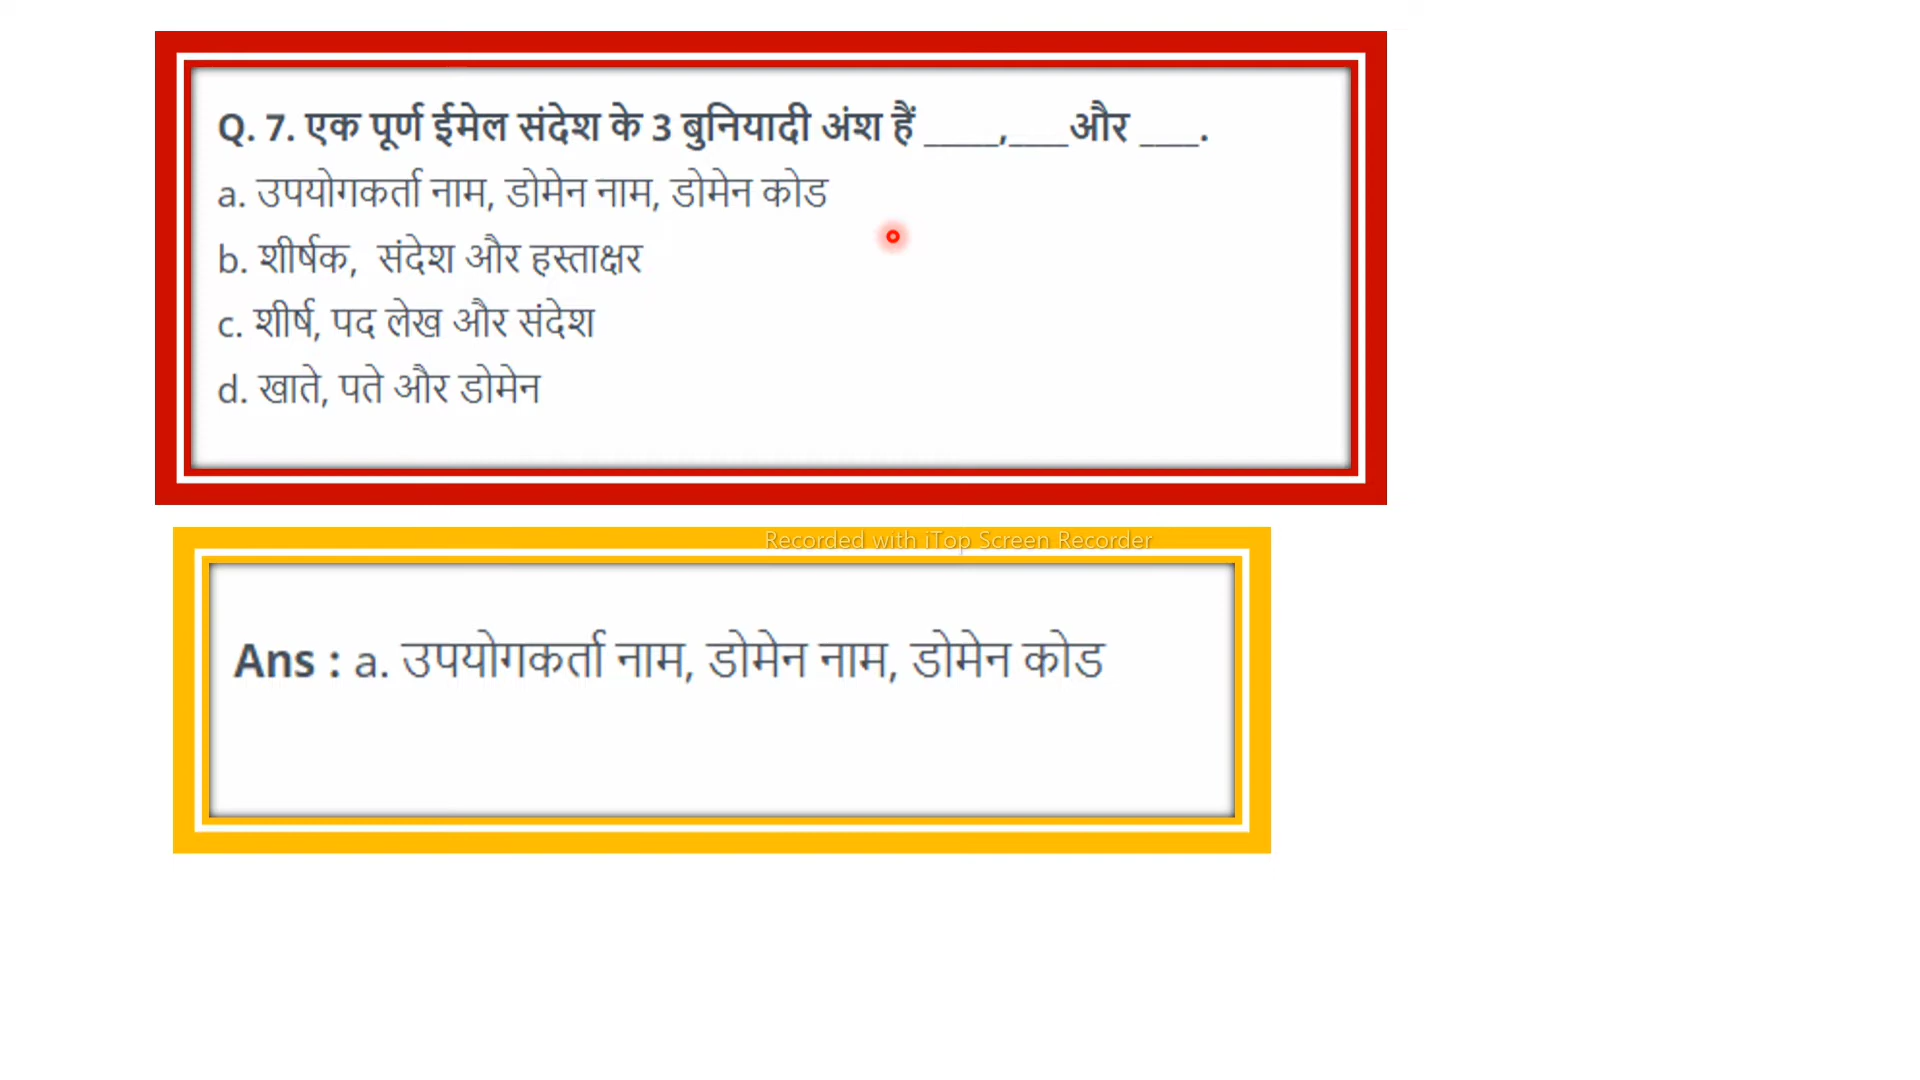 Q. 7. एक पूर्ण ईमेल संदेश के 3 बुनियादी अंश हैं _____,____और ____.
a. उपयोगकर्ता नाम, डोमेन नाम, डोमेन कोड
b. शीर्षक,  संदेश और हस्ताक्षर
c. शीर्ष, पद लेख और संदेश
d. खाते, पते और डोमेन
Recorded with iTop Screen Recorder
Ans : a. उपयोगकर्ता नाम, डोमेन नाम, डोमेन कोड